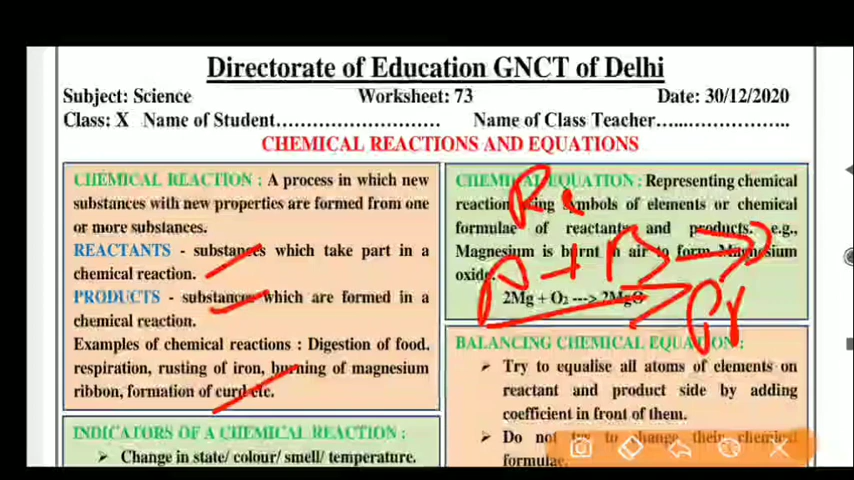 Directorate of Education GNCT of Delhi
Subject: Science Worksheet: 73 Date: 30/12/2020
Class: X Name of Student........................... Name of Class Teacher......................
CHEMICAL REACTIONS AND EQUATIONS
CHEMICAL REACTION : A process in which new
substances with new properties are formed from one
or more substances.
REACTANTS - substances which take part in a
chemical reaction.
PRODUCTS - substances which are formed in a
chemical reaction.
Examples of chemical reactions : Digestion of food,
respiration, rusting of iron, burning of magnesium
ribbon, formation of curd etc.
INDICATORS OF A CHEMICAL REACTION :
➢ Change in state/ colour/ smell/ temperature.
CHEMICAL EQUATION : Representing chemical
reaction using symbols of elements or chemical
formulae of reactants and products. e.g.,
Magnesium is burnt in air to form Magnesium
oxide.
2Mg + O₂ ---> 2MgO
BALANCING CHEMICAL EQUATION :
➢ Try to equalise all atoms of elements on
reactant and product side by adding
coefficient in front of them.
➢ Do not try to change their chemical
formulae.
Pr